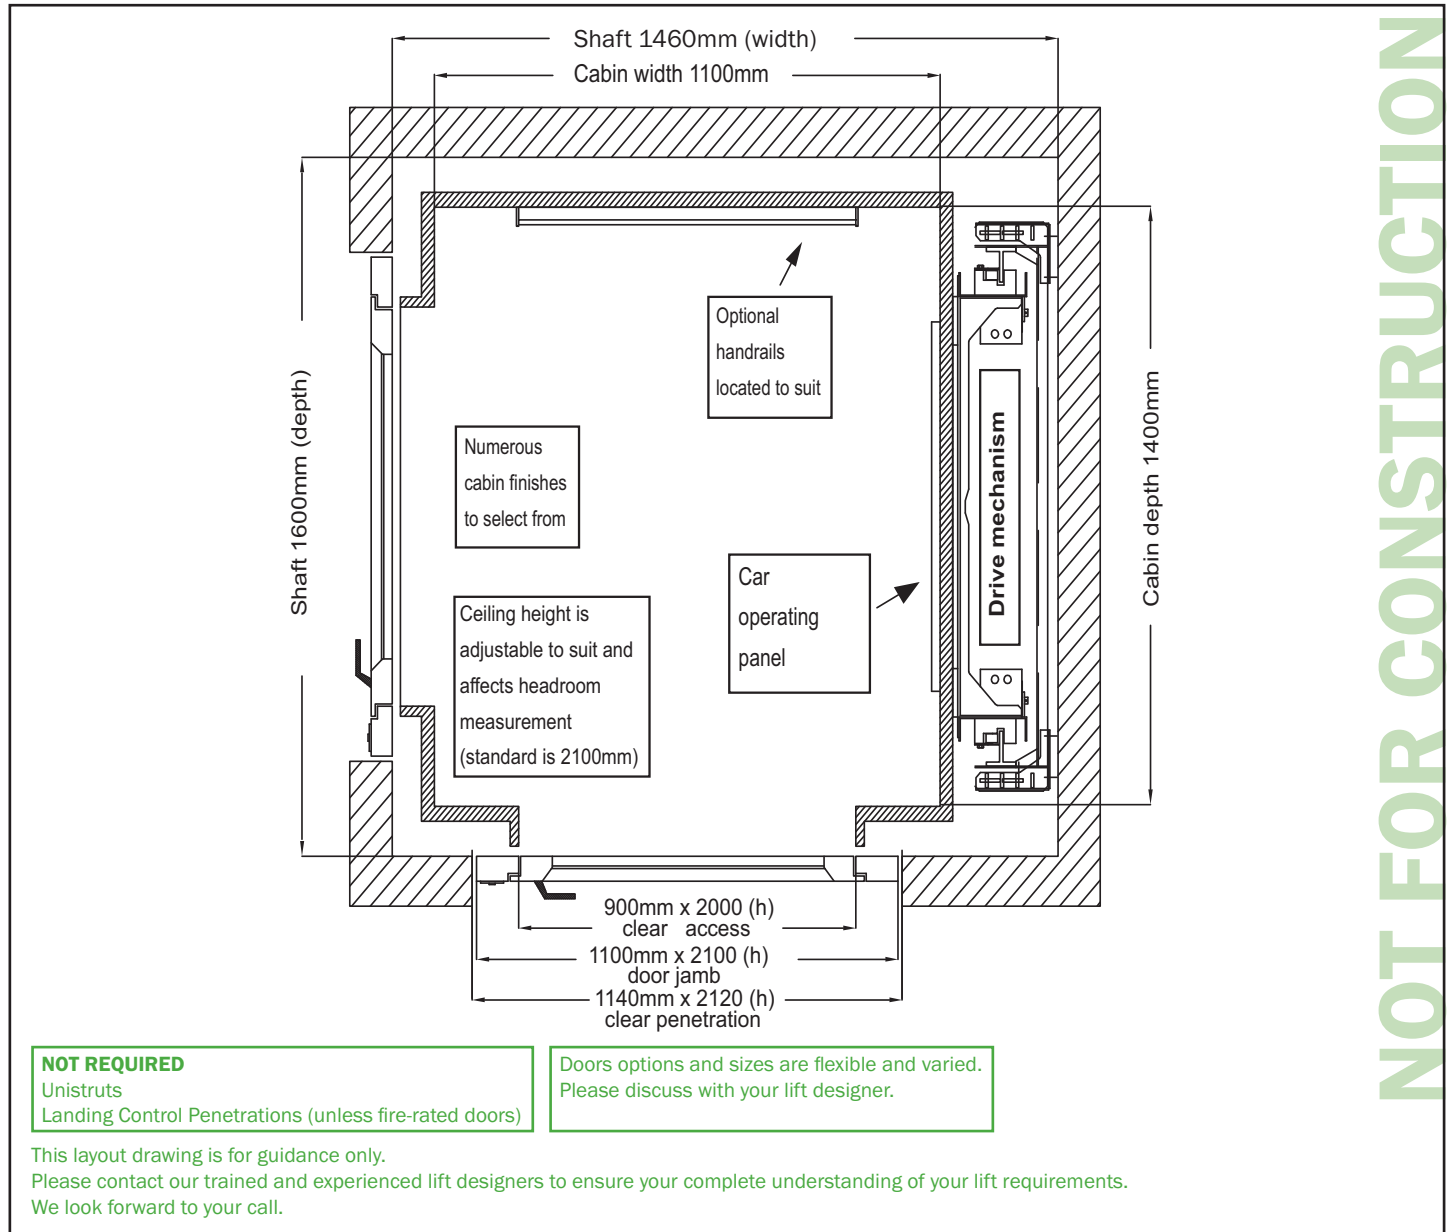 Shaft 1460mm (width)
Cabin width 1100mm
Shaft 1600mm (depth)
Optional
handrails
located to suit
Numerous
cabin finishes
to select from
Ceiling height is
adjustable to suit and
affects headroom
measurement
(standard is 2100mm)
Car
operating
panel
Drive mechanism
Cabin depth 1400mm
900mm x 2000 (h)
clear access
1100mm x 2100 (h)
door jamb
1140mm x 2120 (h)
clear penetration
NOT FOR CONSTRUCTION
NOT REQUIRED
Unistruts
Landing Control Penetrations (unless fire-rated doors)
Doors options and sizes are flexible and varied.
Please discuss with your lift designer.
This layout drawing is for guidance only.
Please contact our trained and experienced lift designers to ensure your complete understanding of your lift requirements.
We look forward to your call.